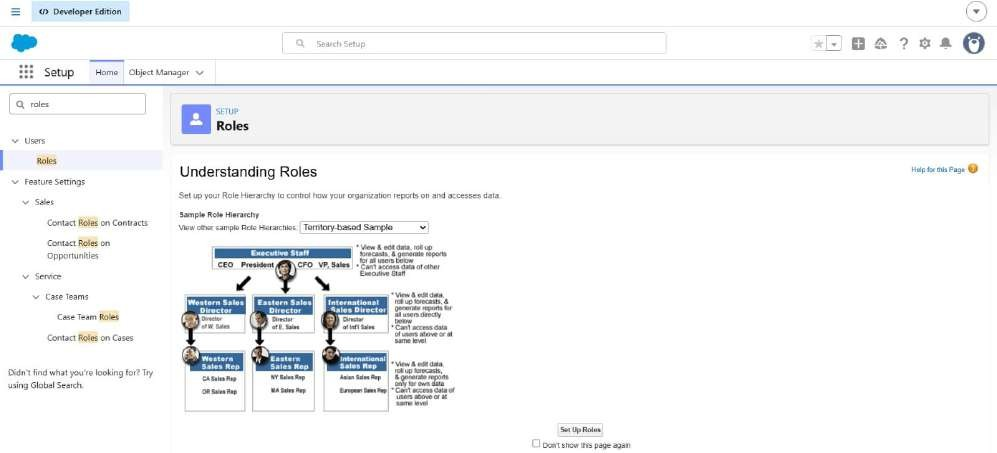 </> Developer Edition
Search Setup
Setup
Home
Object Manager
roles
Users
Roles
Feature Settings
Sales
Contact Roles on Contracts
Contact Roles on
Opportunities
Service
Case Teams
Case Team Roles
Contact Roles on Cases
Didn't find what you're looking for? Try
using Global Search.
SETUP
Roles
Understanding Roles
Help for this Page
Set up your Role Hierarchy to control how your organization reports on and accesses data.
Sample Role Hierarchy
View other sample Role Hierarchies: Territory-based Sample
Executive Staff
CEO President CFO VP, Sales
* View & edit data, roll up
forecasts, & generate reports
for all users below
* Can't access data of other
Executive Staff
Western Sales
Director
Director
of W. Sales
Eastern Sales
Director
Director
of E. Sales
International
Sales Director
Director
of Int'l Sales
* View & edit data,
roll up forecasts, &
generate reports for
all users directly
below
* Can't access data
of users above or at
same level
Western
Sales Rep
CA Sales Rep
OR Sales Rep
Eastern
Sales Rep
NY Sales Rep
MA Sales Rep
International
Sales Rep
Asian Sales Rep
European Sales Rep
* View & edit data,
roll up forecasts,
& generate reports
only for own data
* Can't access data of
users above or at
same level
Set Up Roles
Don't show this page again